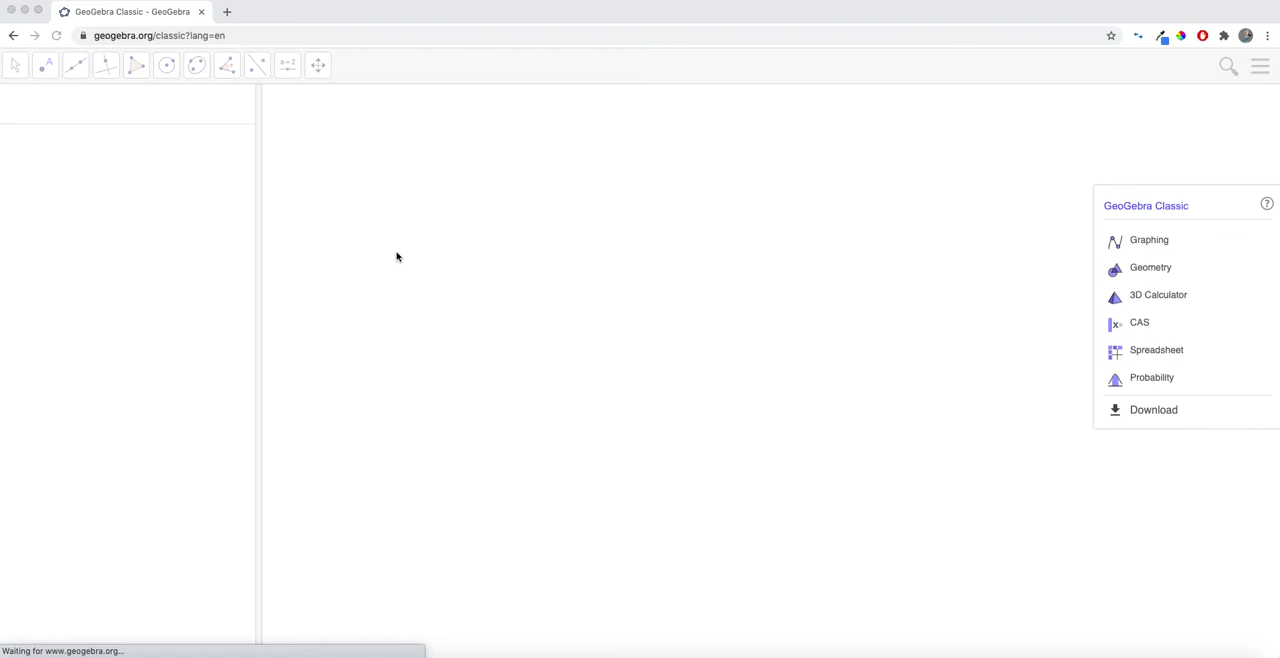 GeoGebra Classic - GeoGebra
geogebra.org/classic?lang=en
A
a=2
GeoGebra Classic
?
Graphing
Geometry
3D Calculator
x=
CAS
Spreadsheet
Probability
Download
Waiting for www.geogebra.org...